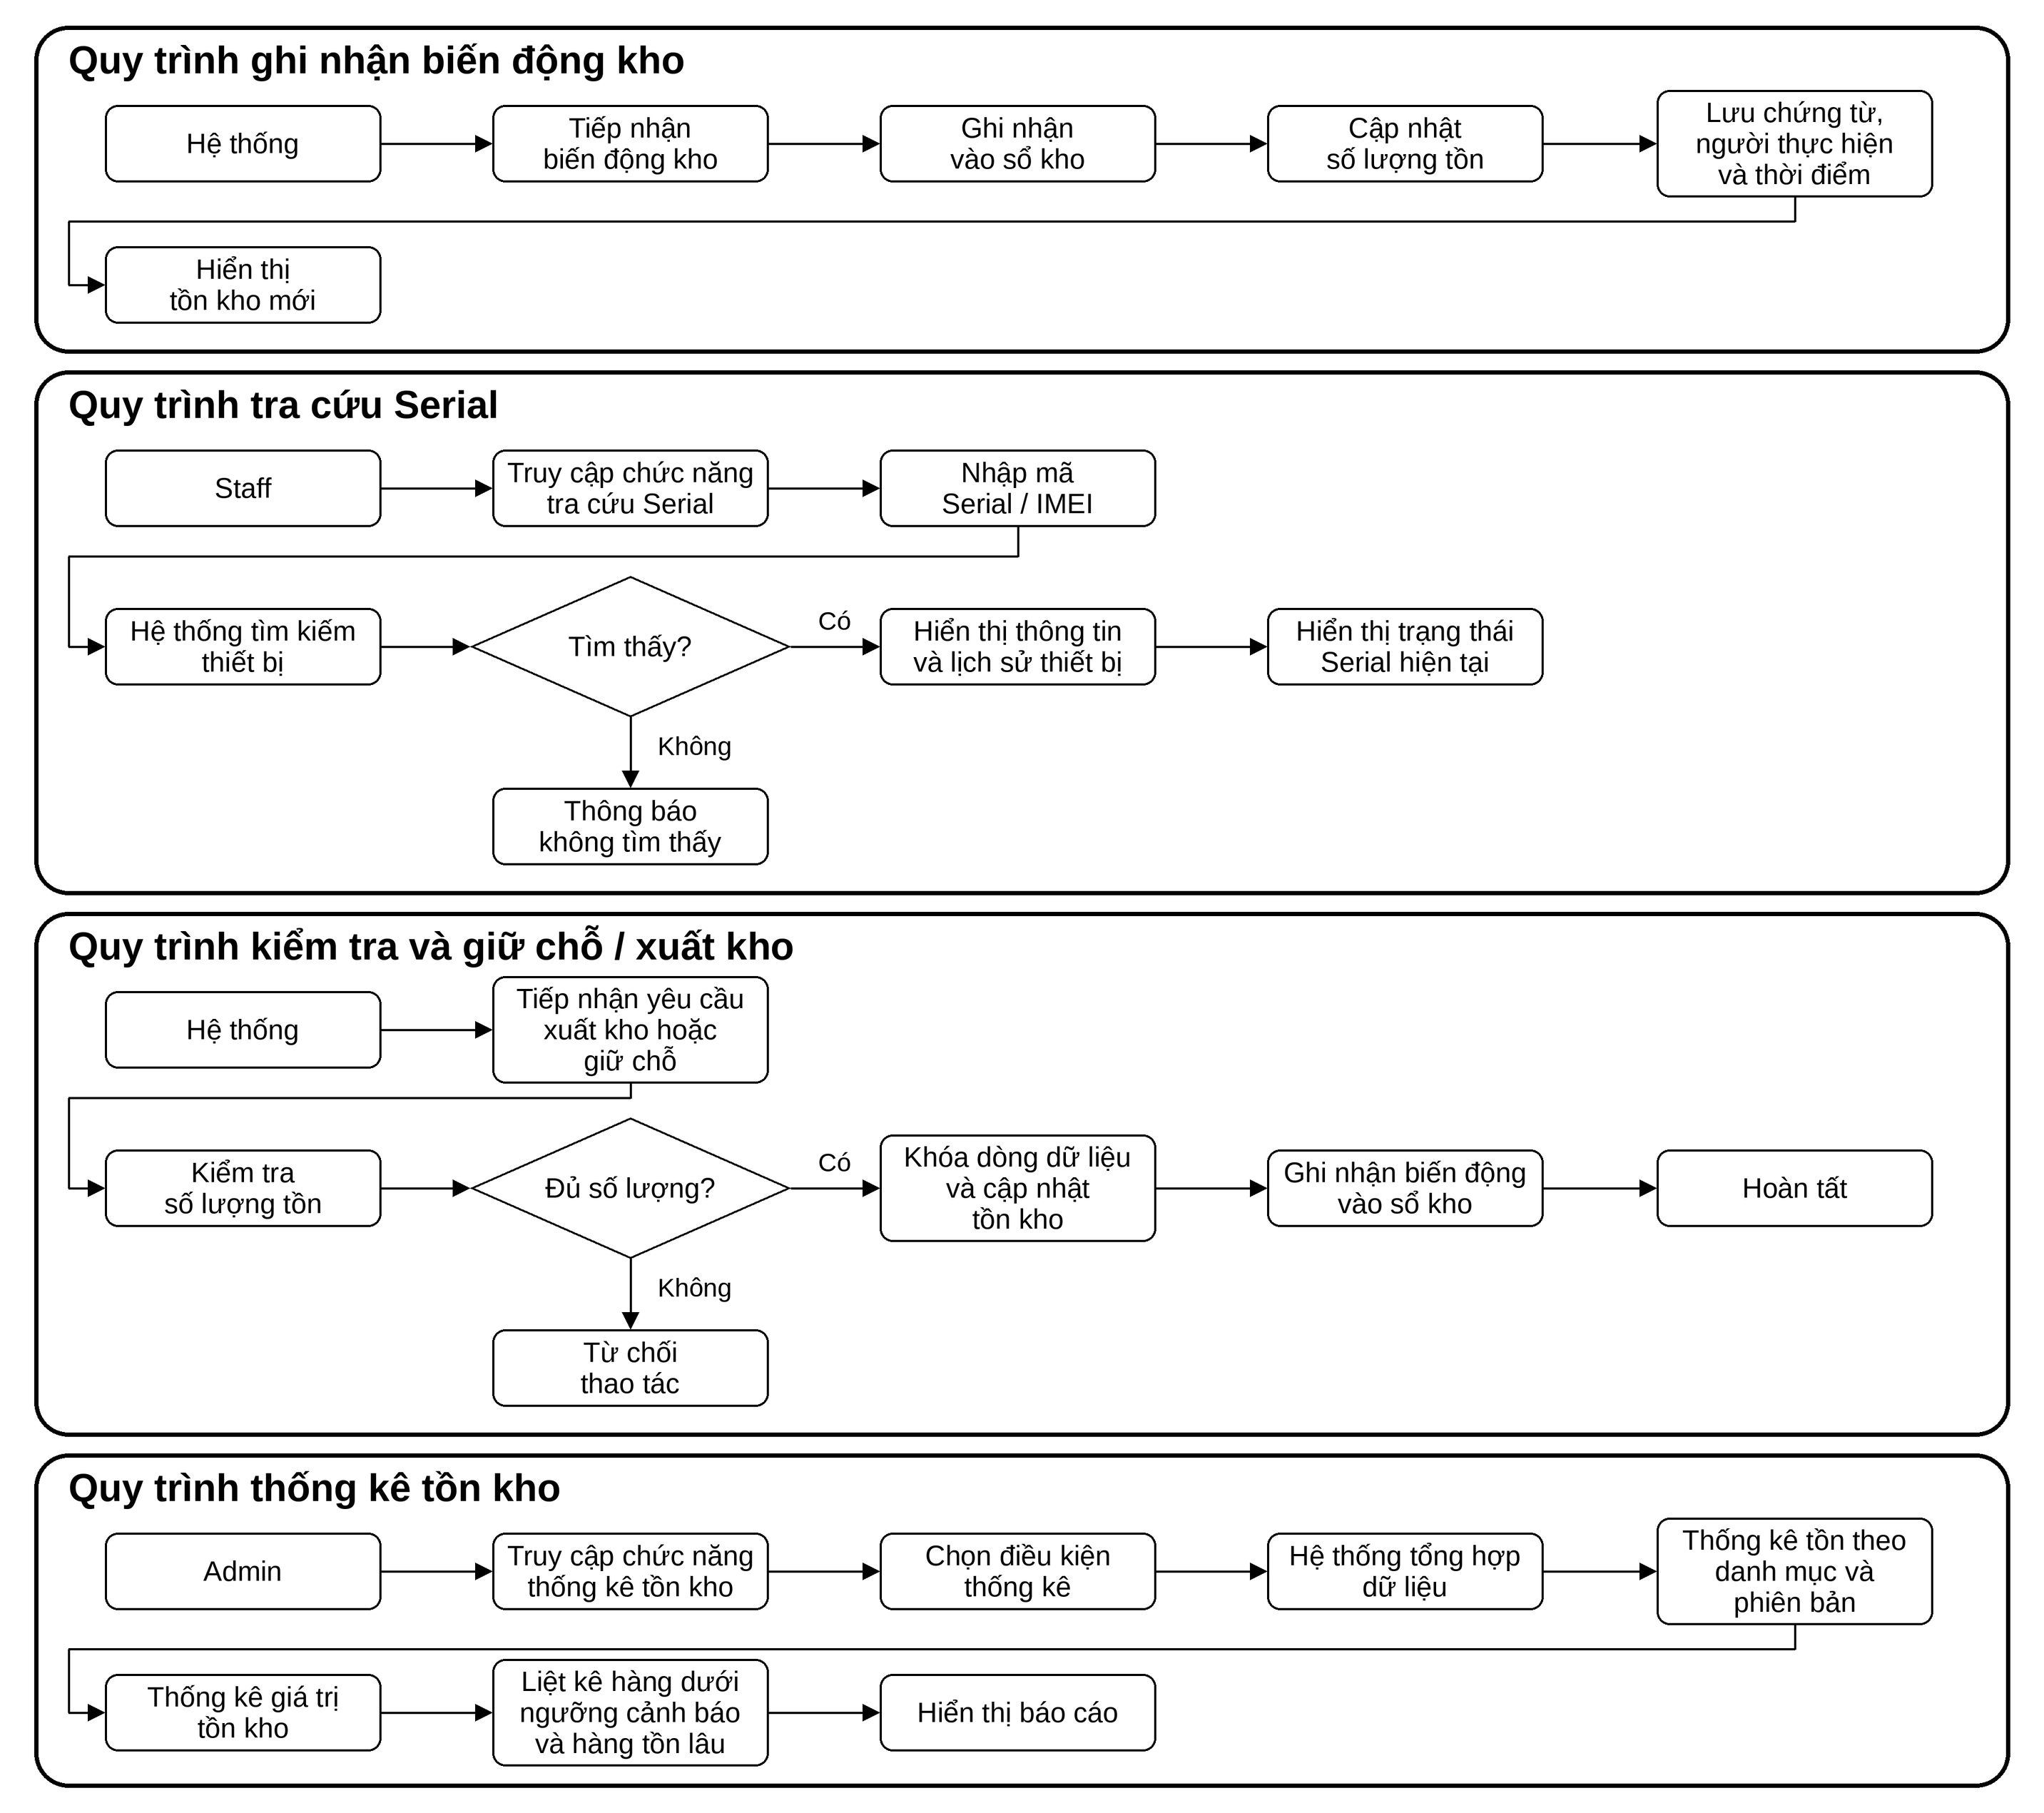 Quy trình ghi nhận biến động kho
Hệ thống
Tiếp nhận
biến động kho
Ghi nhận
vào sổ kho
Cập nhật
số lượng tồn
Lưu chứng từ,
người thực hiện
và thời điểm
Hiển thị
tồn kho mới
Quy trình tra cứu Serial
Staff
Truy cập chức năng
tra cứu Serial
Nhập mã
Serial / IMEI
Hệ thống tìm kiếm
thiết bị
Tìm thấy?
Có
Hiển thị thông tin
và lịch sử thiết bị
Hiển thị trạng thái
Serial hiện tại
Không
Thông báo
không tìm thấy
Quy trình kiểm tra và giữ chỗ / xuất kho
Hệ thống
Tiếp nhận yêu cầu
xuất kho hoặc
giữ chỗ
Kiểm tra
số lượng tồn
Đủ số lượng?
Có
Khóa dòng dữ liệu
và cập nhật
tồn kho
Ghi nhận biến động
vào sổ kho
Hoàn tất
Không
Từ chối
thao tác
Quy trình thống kê tồn kho
Admin
Truy cập chức năng
thống kê tồn kho
Chọn điều kiện
thống kê
Hệ thống tổng hợp
dữ liệu
Thống kê tồn theo
danh mục và
phiên bản
Thống kê giá trị
tồn kho
Liệt kê hàng dưới
ngưỡng cảnh báo
và hàng tồn lâu
Hiển thị báo cáo